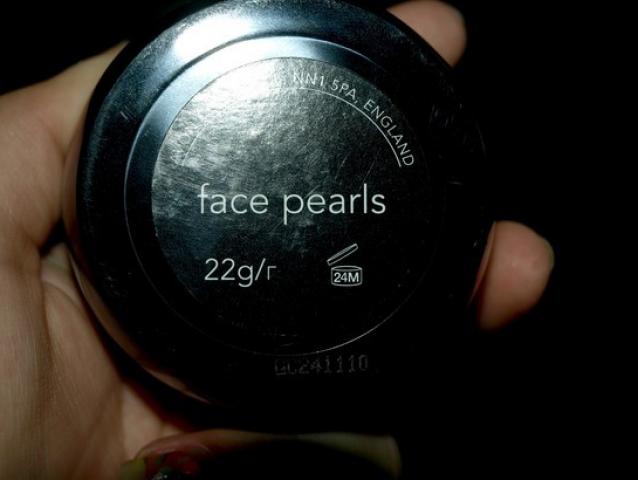 NN1 5PA, ENGLAND
face pearls
22g/г
24M
GC241110